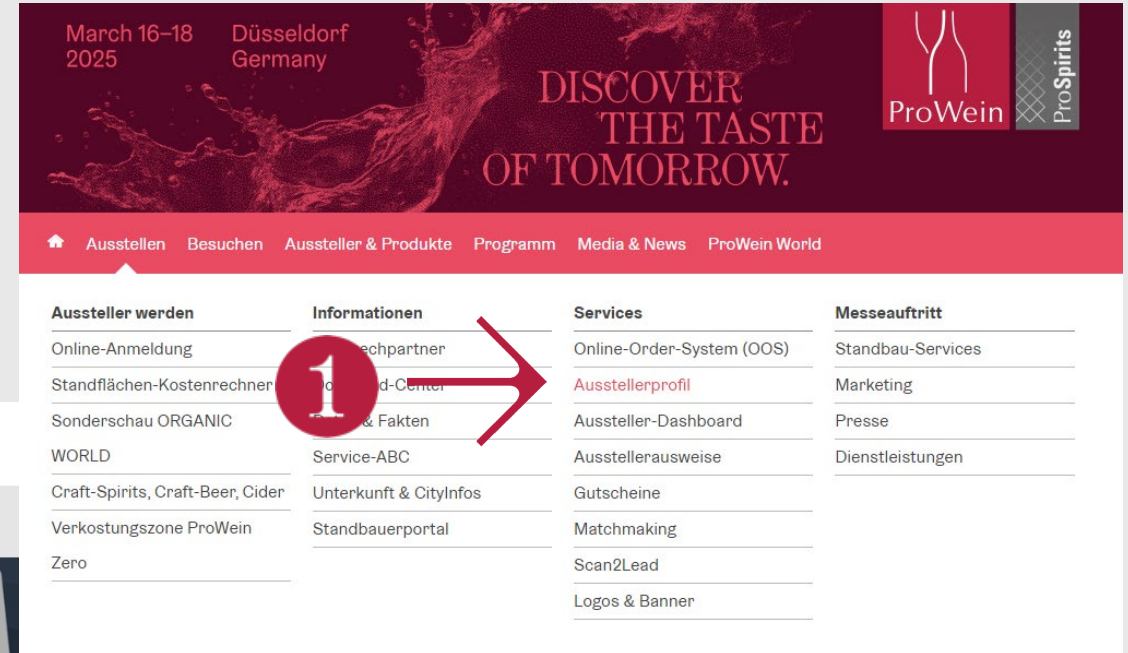 March 16–18
2025
Düsseldorf
Germany
DISCOVER
THE TASTE
OF TOMORROW.
ProWein
ProSpirits
Ausstellen Besuchen Aussteller & Produkte Programm Media & News ProWein World
Aussteller werden
Online-Anmeldung
Standflächen-Kostenrechner
Sonderschau ORGANIC
WORLD
Craft-Spirits, Craft-Beer, Cider
Verkostungszone ProWein
Zero
Informationen
& Fakten
Service-ABC
Unterkunft & CityInfos
Standbauerportal
1
Services
Online-Order-System (OOS)
Ausstellerprofil
Aussteller-Dashboard
Ausstellerausweise
Gutscheine
Matchmaking
Scan2Lead
Logos & Banner
Messeauftritt
Standbau-Services
Marketing
Presse
Dienstleistungen